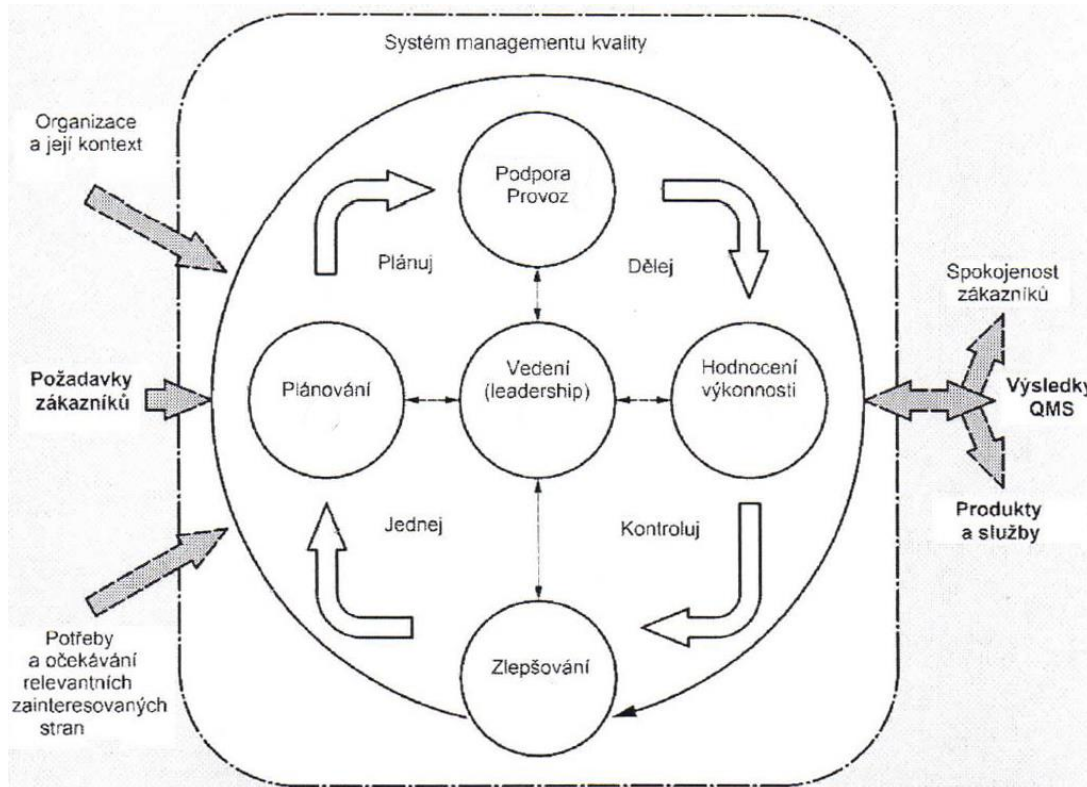 Systém managementu kvality
Organizace
a její kontext
Podpora
Provoz
Plánuj
Dělej
Spokojenost
zákazníků
Požadavky
zákazníků
Plánování
Vedení
(leadership)
Hodnocení
výkonnosti
Výsledky
QMS
Jednej
Kontroluj
Produkty
a služby
Potřeby
a očekávání
relevantních
zainteresovaných
stran
Zlepšování